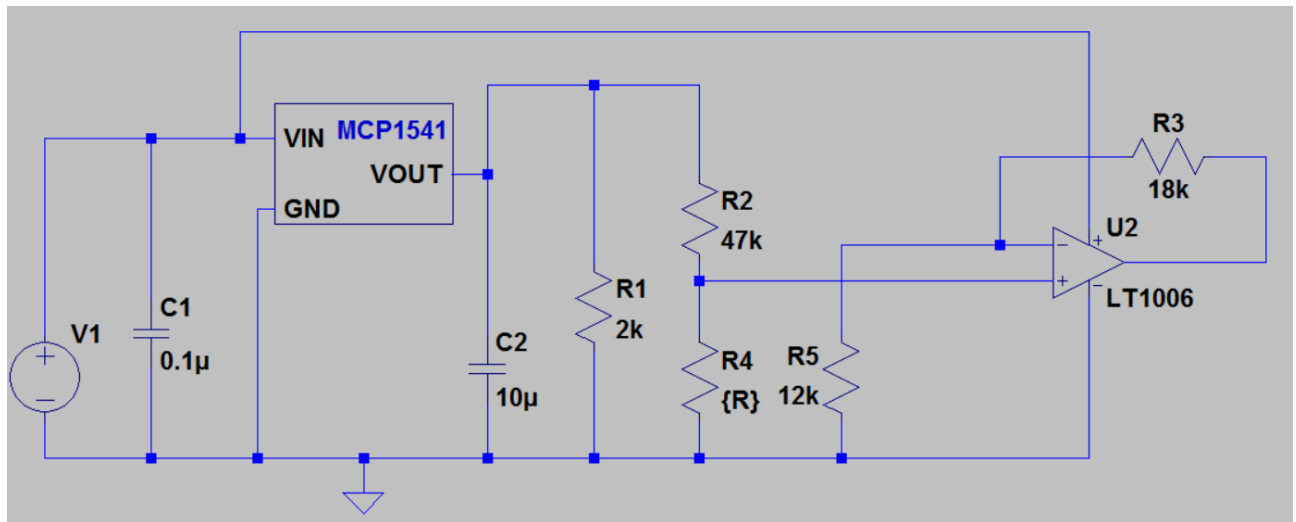 MCP1541
VIN
VOUT
GND
V1
C1
0.1µ
C2
10µ
R1
2k
R2
47k
R4
{R}
R5
12k
R3
18k
U2
LT1006